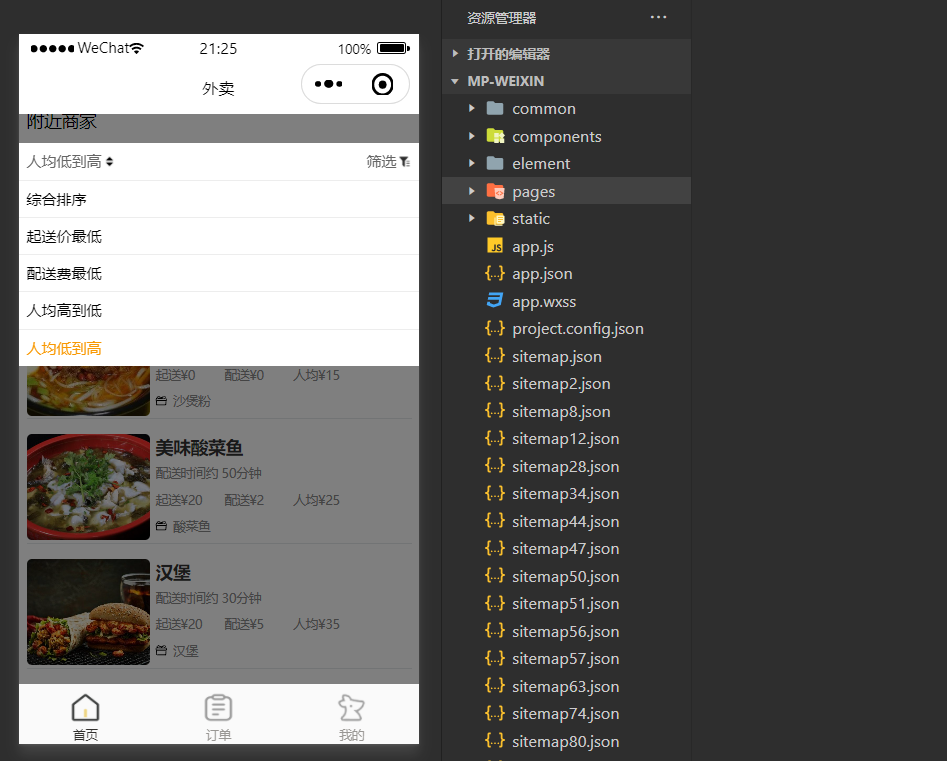 WeChat 21:25 100%
外卖
附近商家
人均低到高 筛选
综合排序
起送价最低
配送费最低
人均高到低
人均低到高
起送¥0 配送¥0 人均¥15
沙煲粉
美味酸菜鱼
配送时间约 50分钟
起送¥20 配送¥2 人均¥25
酸菜鱼
汉堡
配送时间约 30分钟
起送¥20 配送¥5 人均¥35
汉堡
首页 订单 我的
资源管理器 ···
打开的编辑器
MP-WEIXIN
common
components
element
pages
static
JS app.js
{..} app.json
app.wxss
{..} project.config.json
{..} sitemap.json
{..} sitemap2.json
{..} sitemap8.json
{..} sitemap12.json
{..} sitemap28.json
{..} sitemap34.json
{..} sitemap44.json
{..} sitemap47.json
{..} sitemap50.json
{..} sitemap51.json
{..} sitemap56.json
{..} sitemap57.json
{..} sitemap63.json
{..} sitemap74.json
{..} sitemap80.json